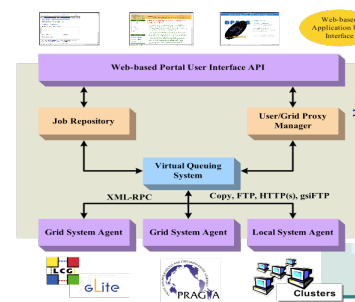 Web-based
Application U
Interface
Web-based Portal User Interface API
Job Repository
User/Grid Proxy
Manager
Virtual Queuing
System
XML-RPC
Copy, FTP, HTTP(s), gsiFTP
Grid System Agent
Grid System Agent
Local System Agent
LCG
gLite
PRAGMA
Clusters